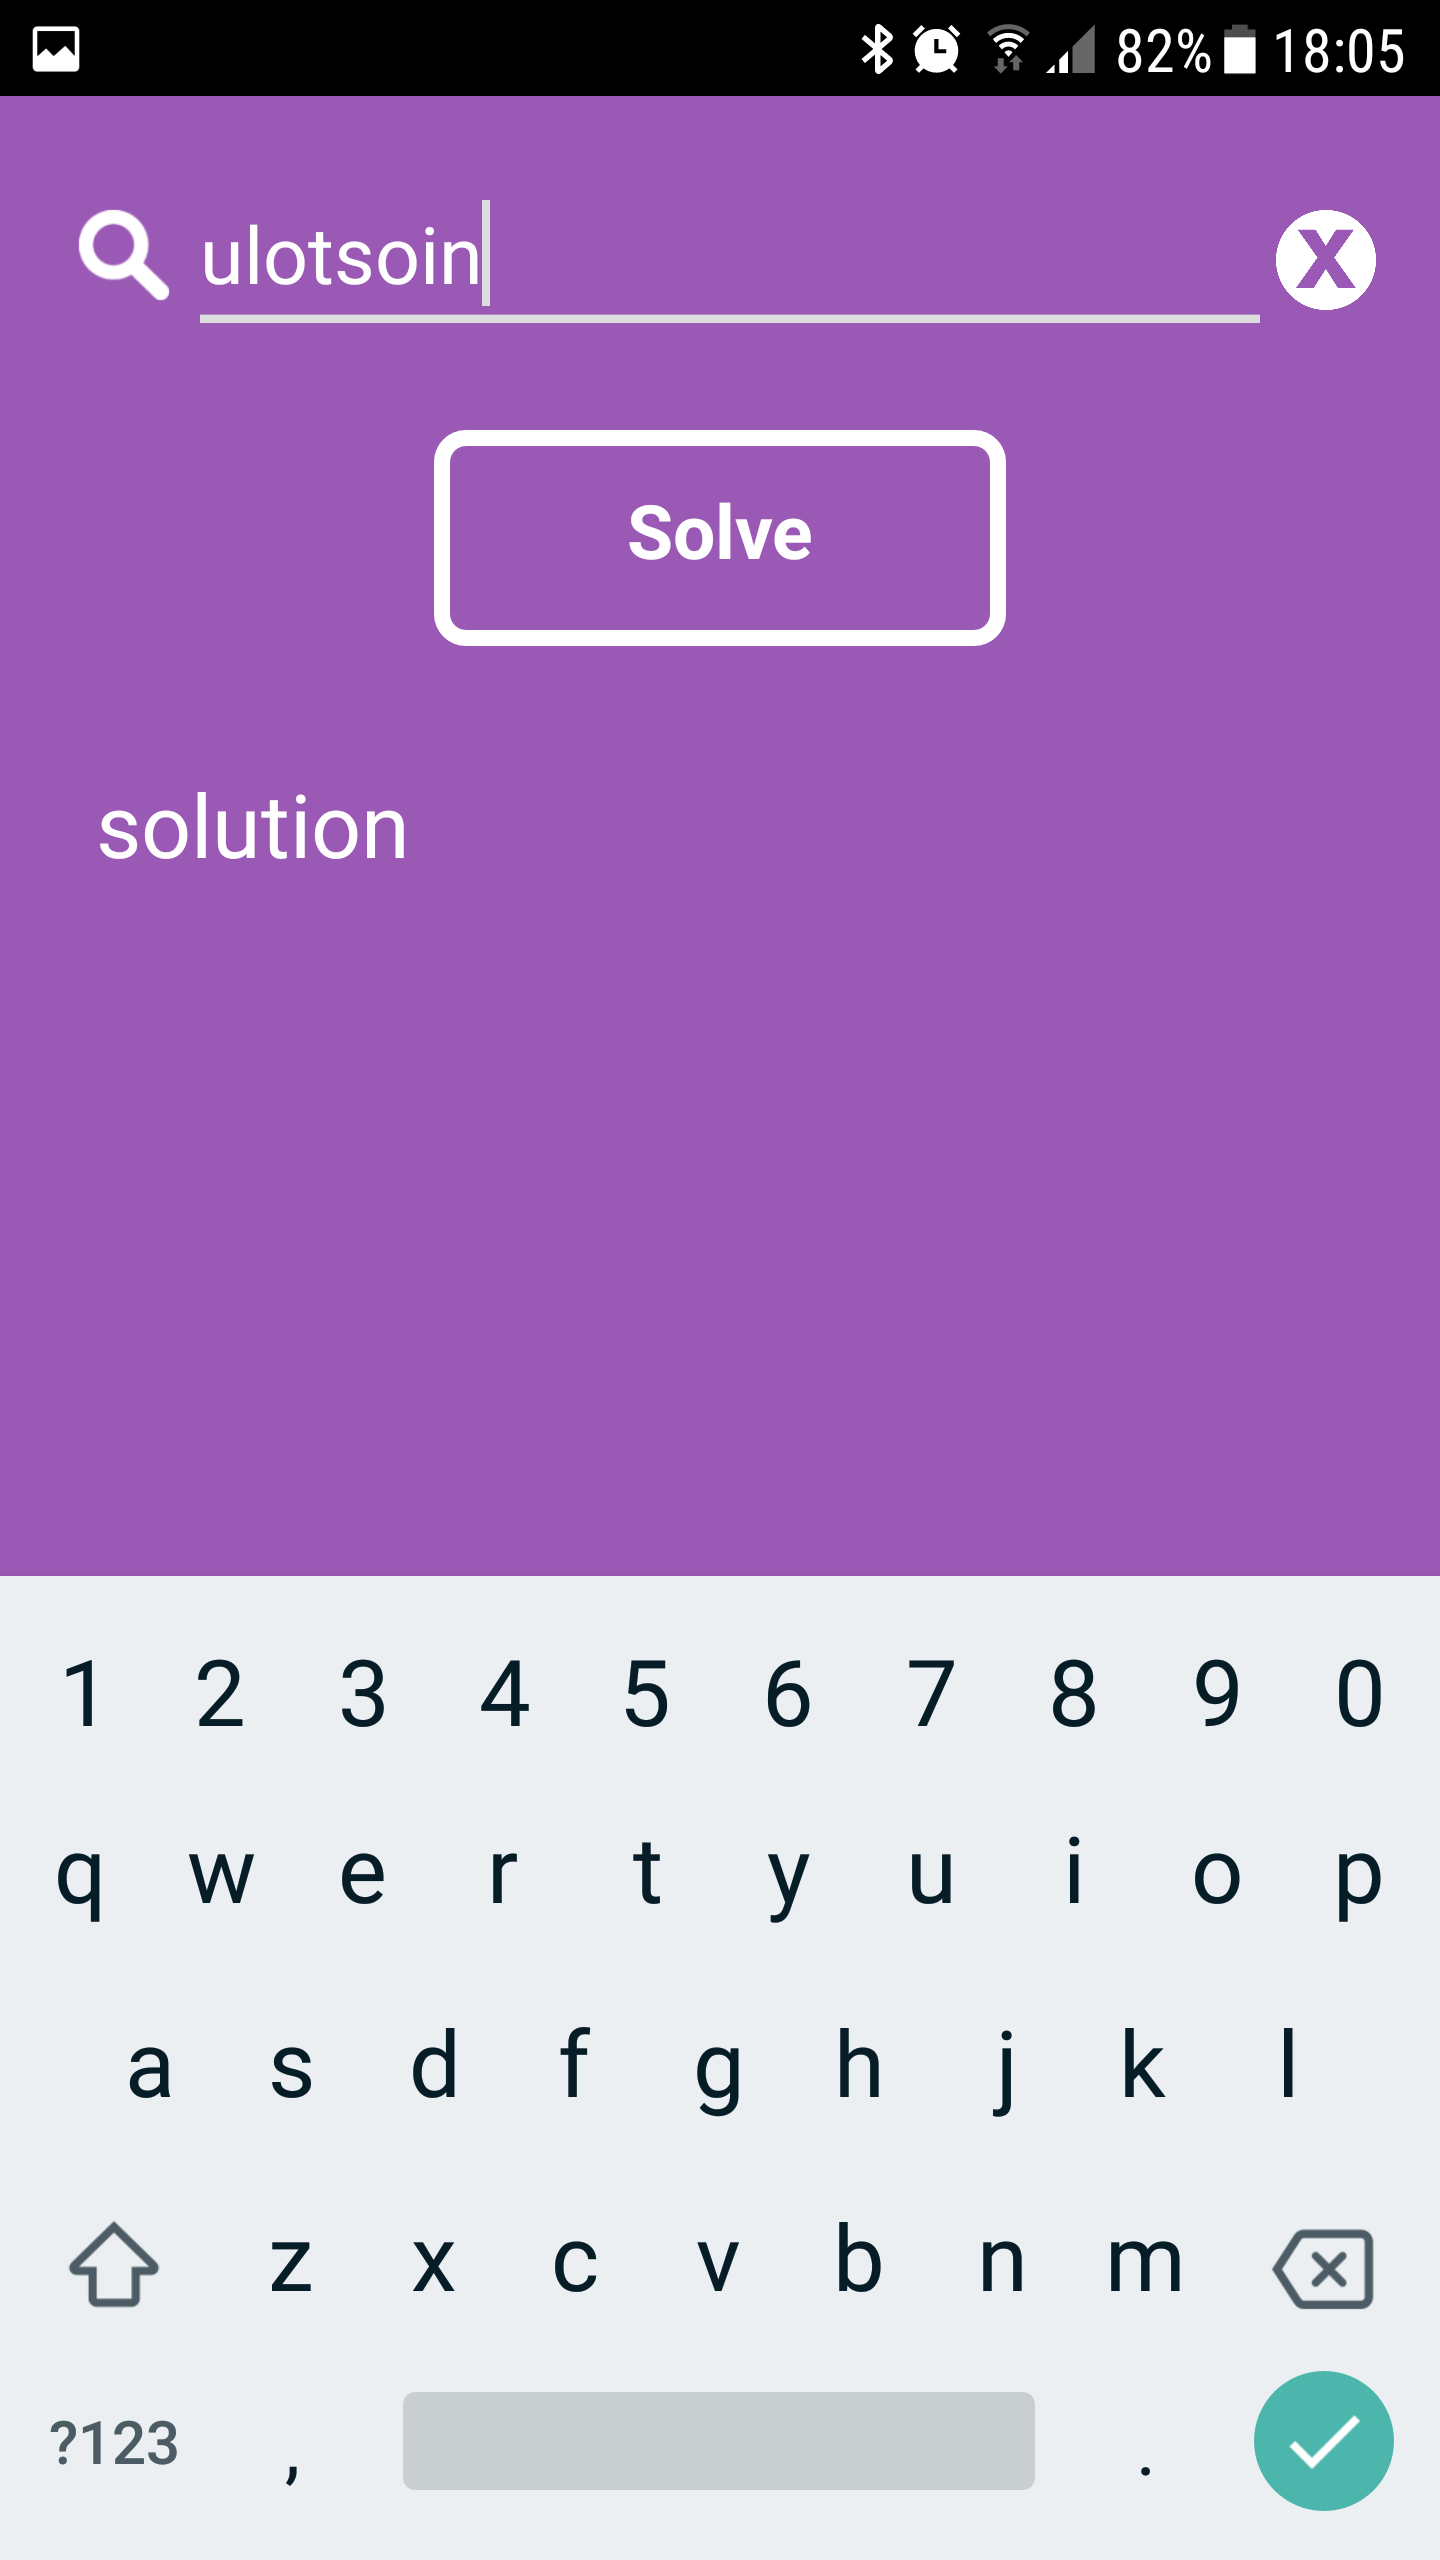 82% 18:05
ulotsoin
X
Solve
solution
1 2 3 4 5 6 7 8 9 0
q w e r t y u i o p
a s d f g h j k l
z x c v b n m
?123 , .